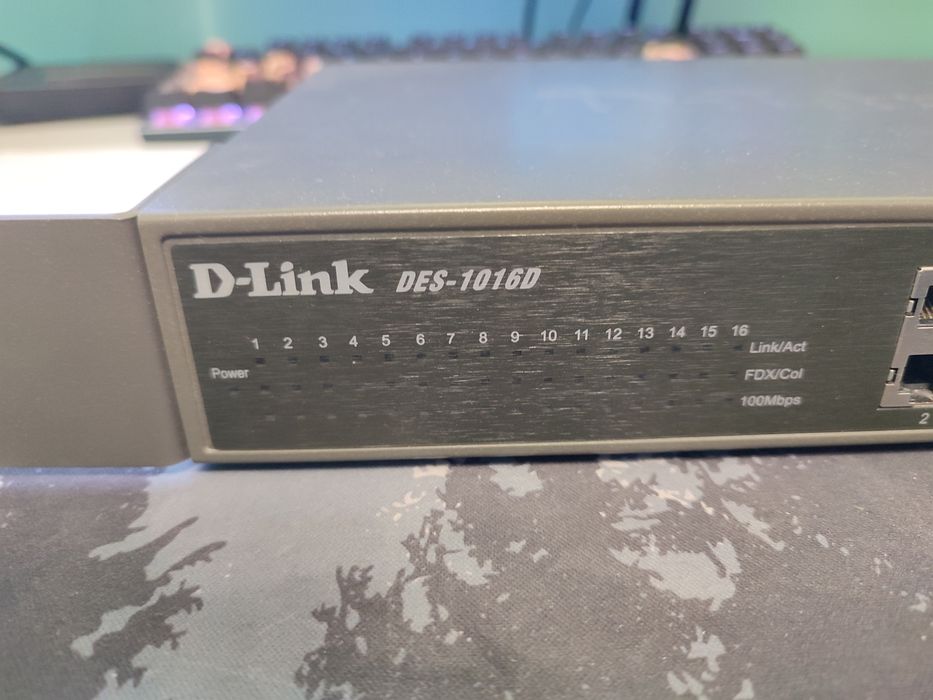 D-Link DES-1016D
1 2 3 4 5 6 7 8 9 10 11 12 13 14 15 16
Link/Act
Power FDX/Col
100Mbps
2